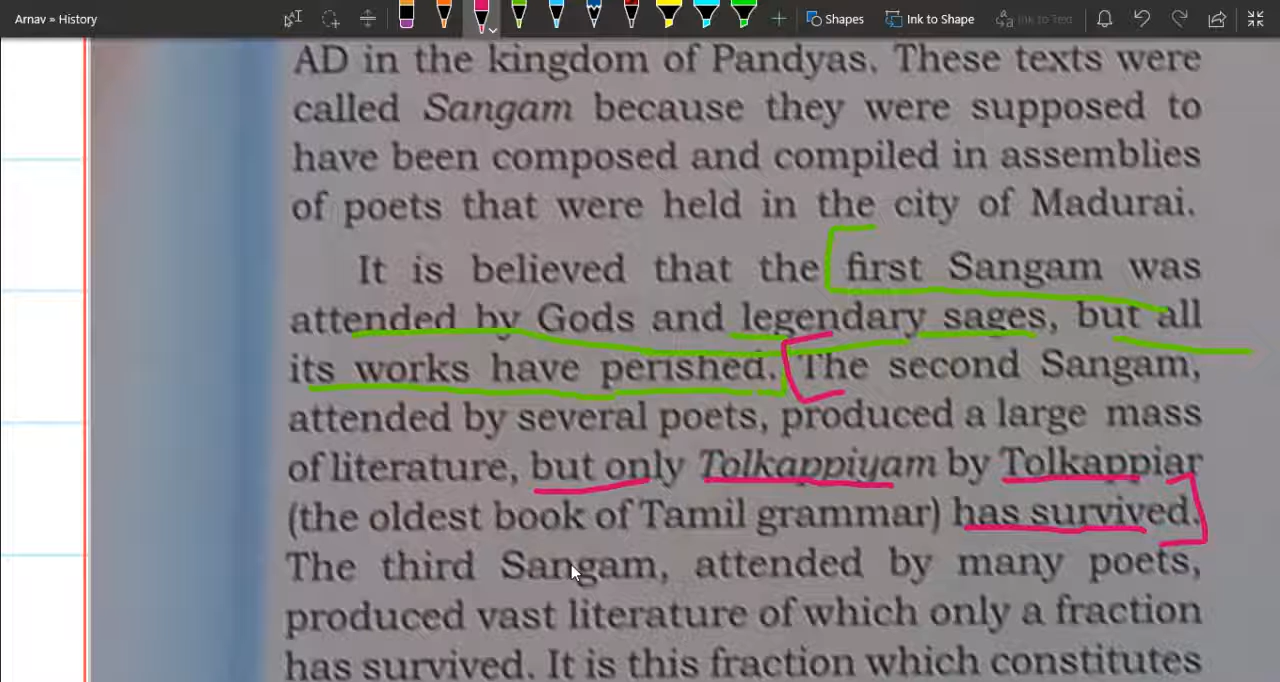 Arnav » History
Shapes
Ink to Shape
Ink to Text
AD in the kingdom of Pandyas. These texts were
called Sangam because they were supposed to
have been composed and compiled in assemblies
of poets that were held in the city of Madurai.
It is believed that the first Sangam was
attended by Gods and legendary sages, but all
its works have perished. The second Sangam,
attended by several poets, produced a large mass
of literature, but only Tolkappiyam by Tolkappiar
(the oldest book of Tamil grammar) has survived.
The third Sangam, attended by many poets,
produced vast literature of which only a fraction
has survived. It is this fraction which constitutes